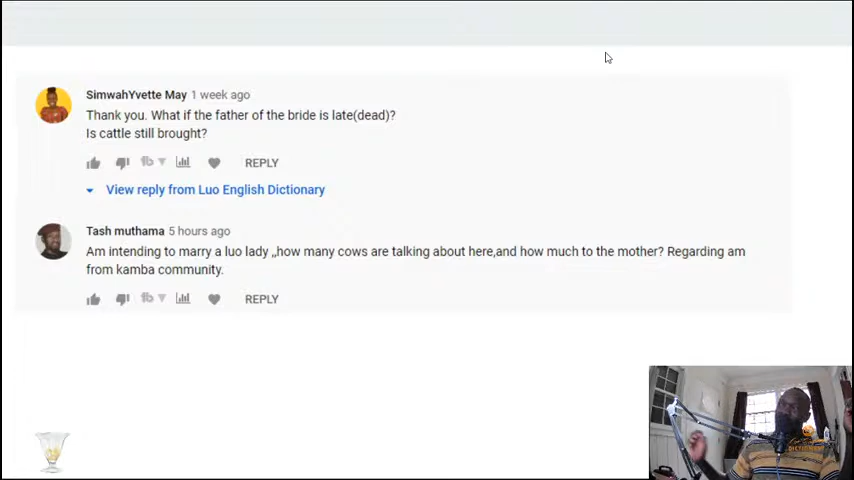 SimwahYvette May 1 week ago
Thank you. What if the father of the bride is late(dead)?
Is cattle still brought?
REPLY
View reply from Luo English Dictionary
Tash muthama 5 hours ago
Am intending to marry a luo lady ,,how many cows are talking about here,and how much to the mother? Regarding am
from kamba community.
REPLY
DICTIONARY